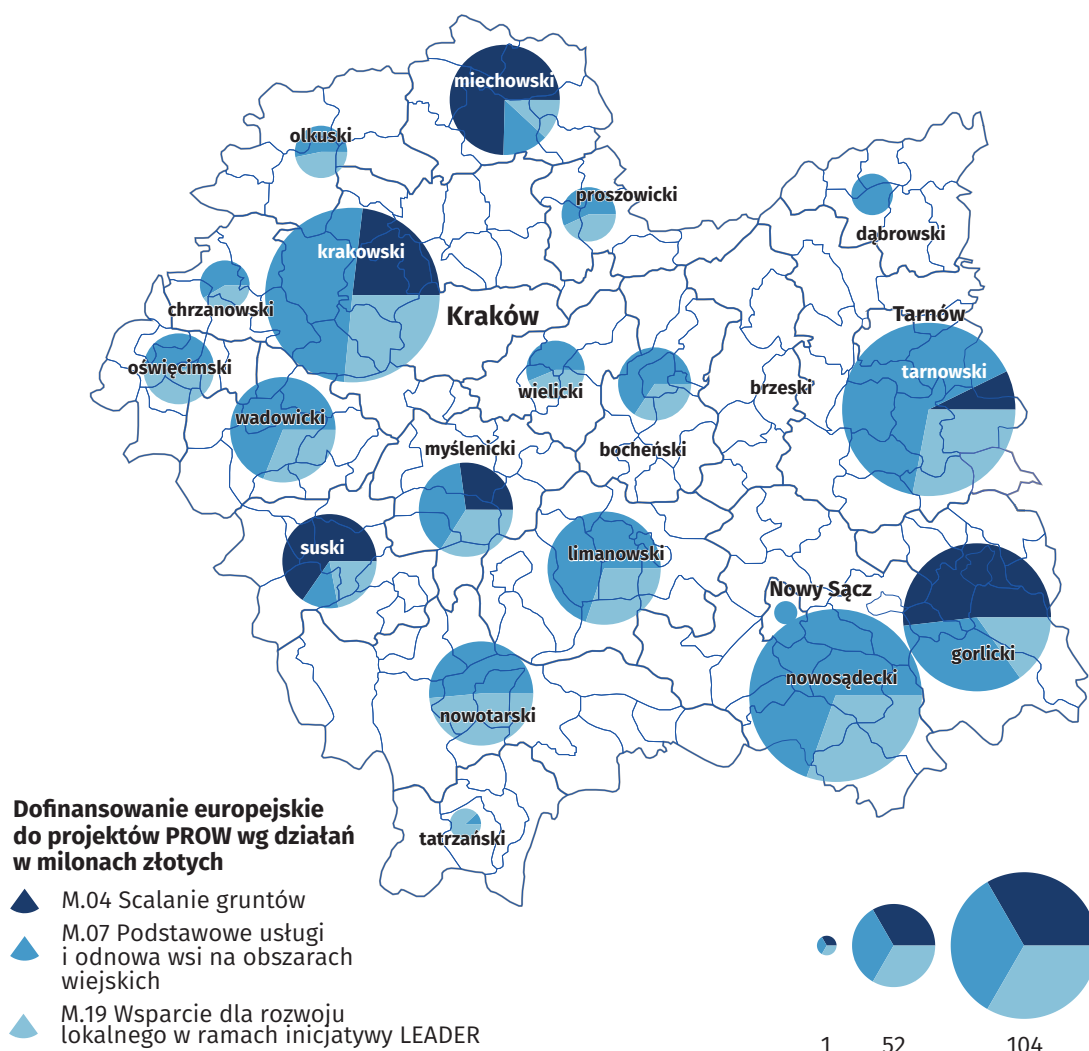 miechowski
olkuski
proszowicki
dąbrowski
krakowski
chrzanowski
Kraków
Tarnów
oświęcimski
tarnowski
wielicki
brzeski
wadowicki
myślenicki
bocheński
suski
limanowski
Nowy Sącz
gorlicki
nowosądecki
nowotarski
tatrzański
Dofinansowanie europejskie
do projektów PROW wg działań
w milonach złotych
M.04 Scalanie gruntów
M.07 Podstawowe usługi
i odnowa wsi na obszarach
wiejskich
M.19 Wsparcie dla rozwoju
lokalnego w ramach inicjatywy LEADER
1 52 104